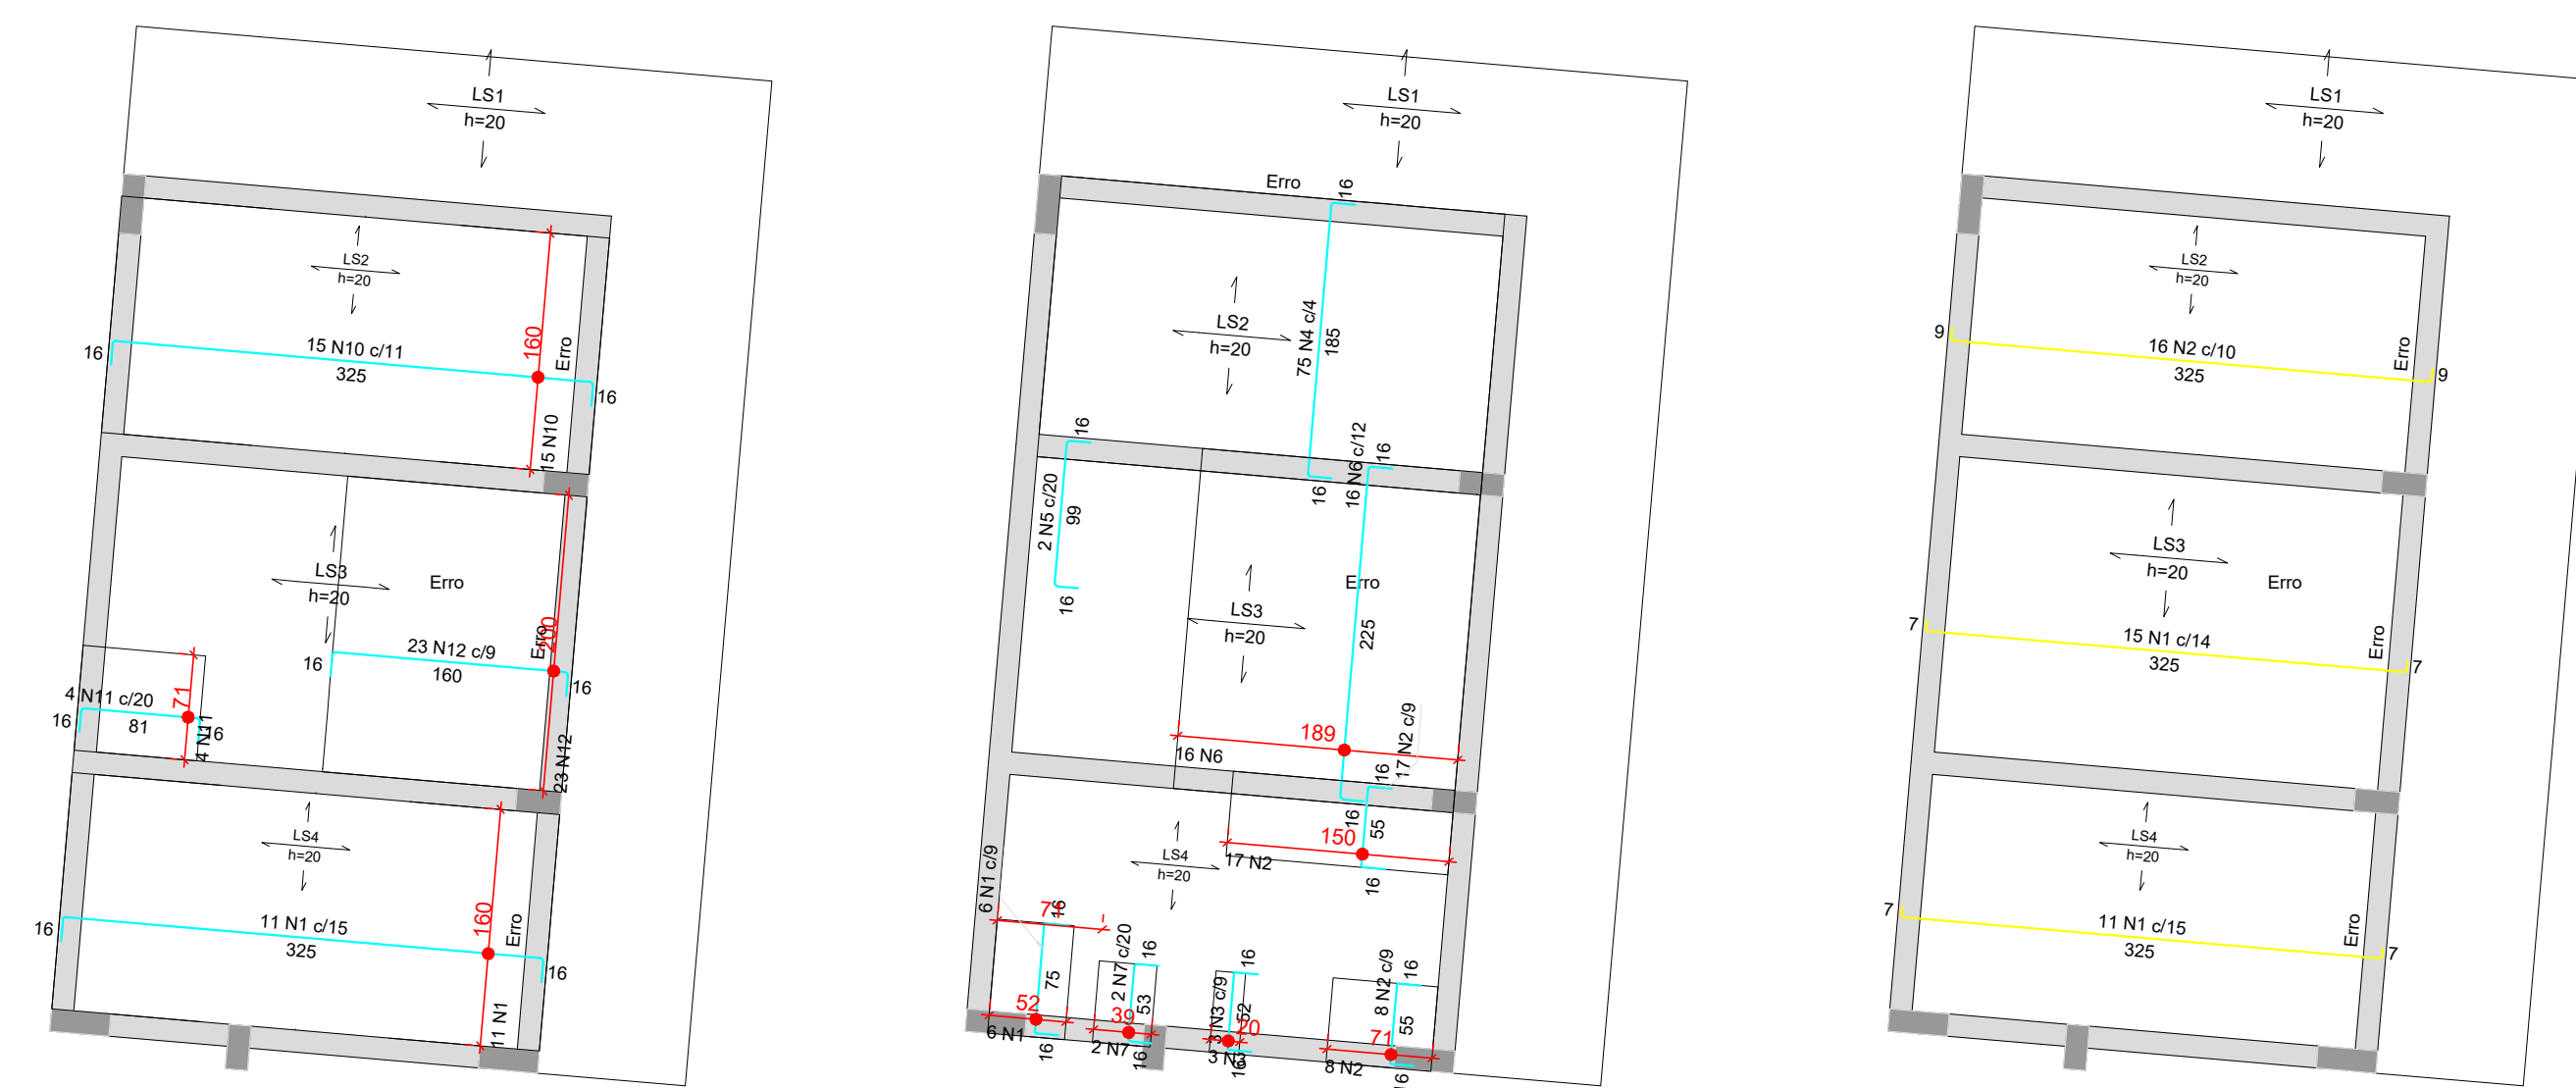 LS1
h=20
LS2
h=20
15 N10 c/11
325
16
16
160
Erro
15 N10
LS3
h=20
Erro
Erro
200
23 N12 c/9
160
16
16
23 N12
4 N11 c/20
81
16
16
71
4 N11
LS4
h=20
11 N1 c/15
325
16
16
160
Erro
11 N1
LS1
h=20
Erro
16
75 N4 c/4
185
16
LS2
h=20
16
2 N5 c/20
99
16
16 N6 c/12
16
225
16
Erro
LS3
h=20
189
16 N6
17 N2 c/9
16
55
16
150
17 N2
LS4
h=20
6 N1 c/9
71
16
75
16
52
6 N1
2 N7 c/20
16
53
16
39
2 N7
3 N3 c/9
16
52
16
20
3 N3
8 N2 c/9
16
55
16
71
8 N2
LS1
h=20
LS2
h=20
9
16 N2 c/10
325
9
Erro
LS3
h=20
Erro
7
15 N1 c/14
325
7
Erro
LS4
h=20
7
11 N1 c/15
325
7
Erro